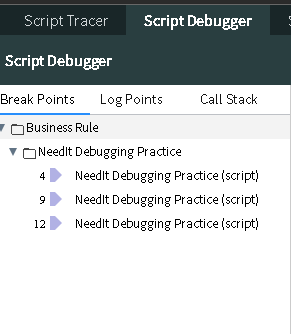 Script Tracer Script Debugger S
Script Debugger
Break Points Log Points Call Stack
Business Rule
NeedIt Debugging Practice
4 NeedIt Debugging Practice (script)
9 NeedIt Debugging Practice (script)
12 NeedIt Debugging Practice (script)